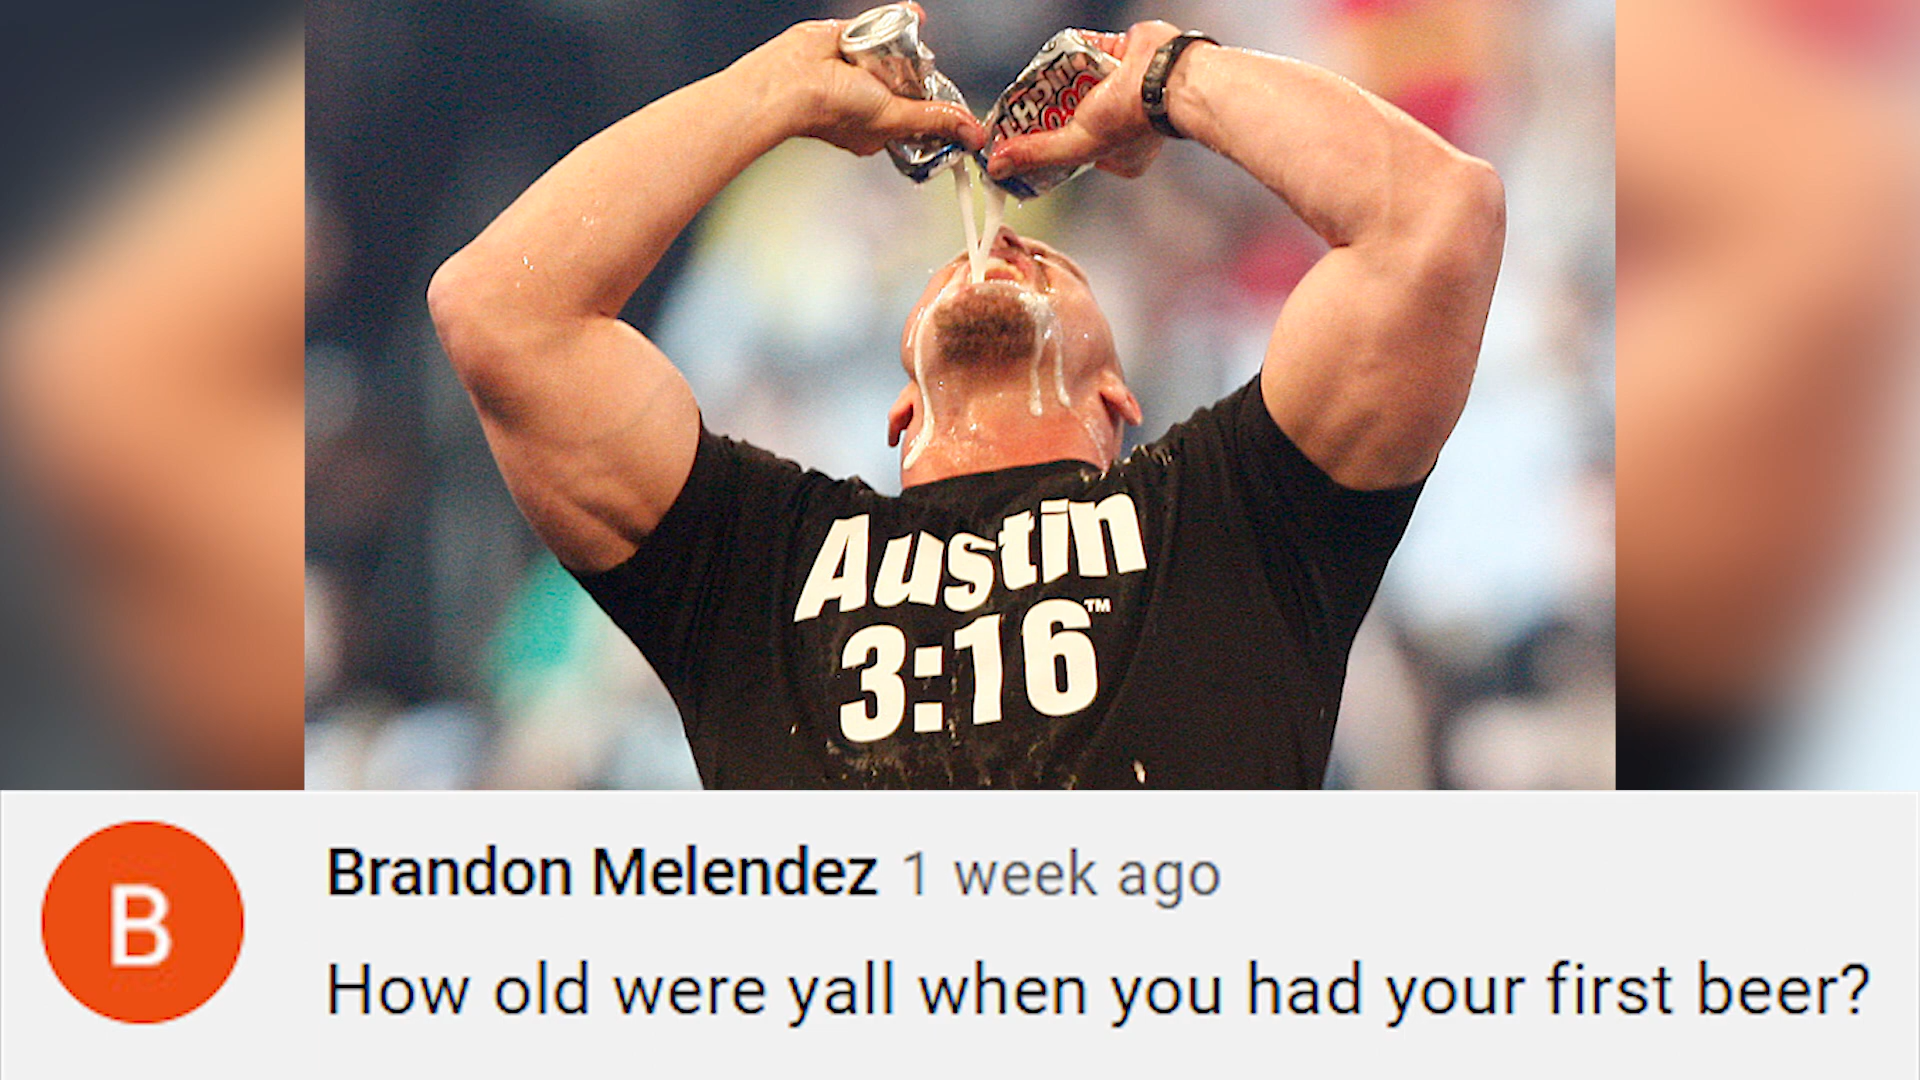 Austin
3:16™
B
Brandon Melendez 1 week ago
How old were yall when you had your first beer?